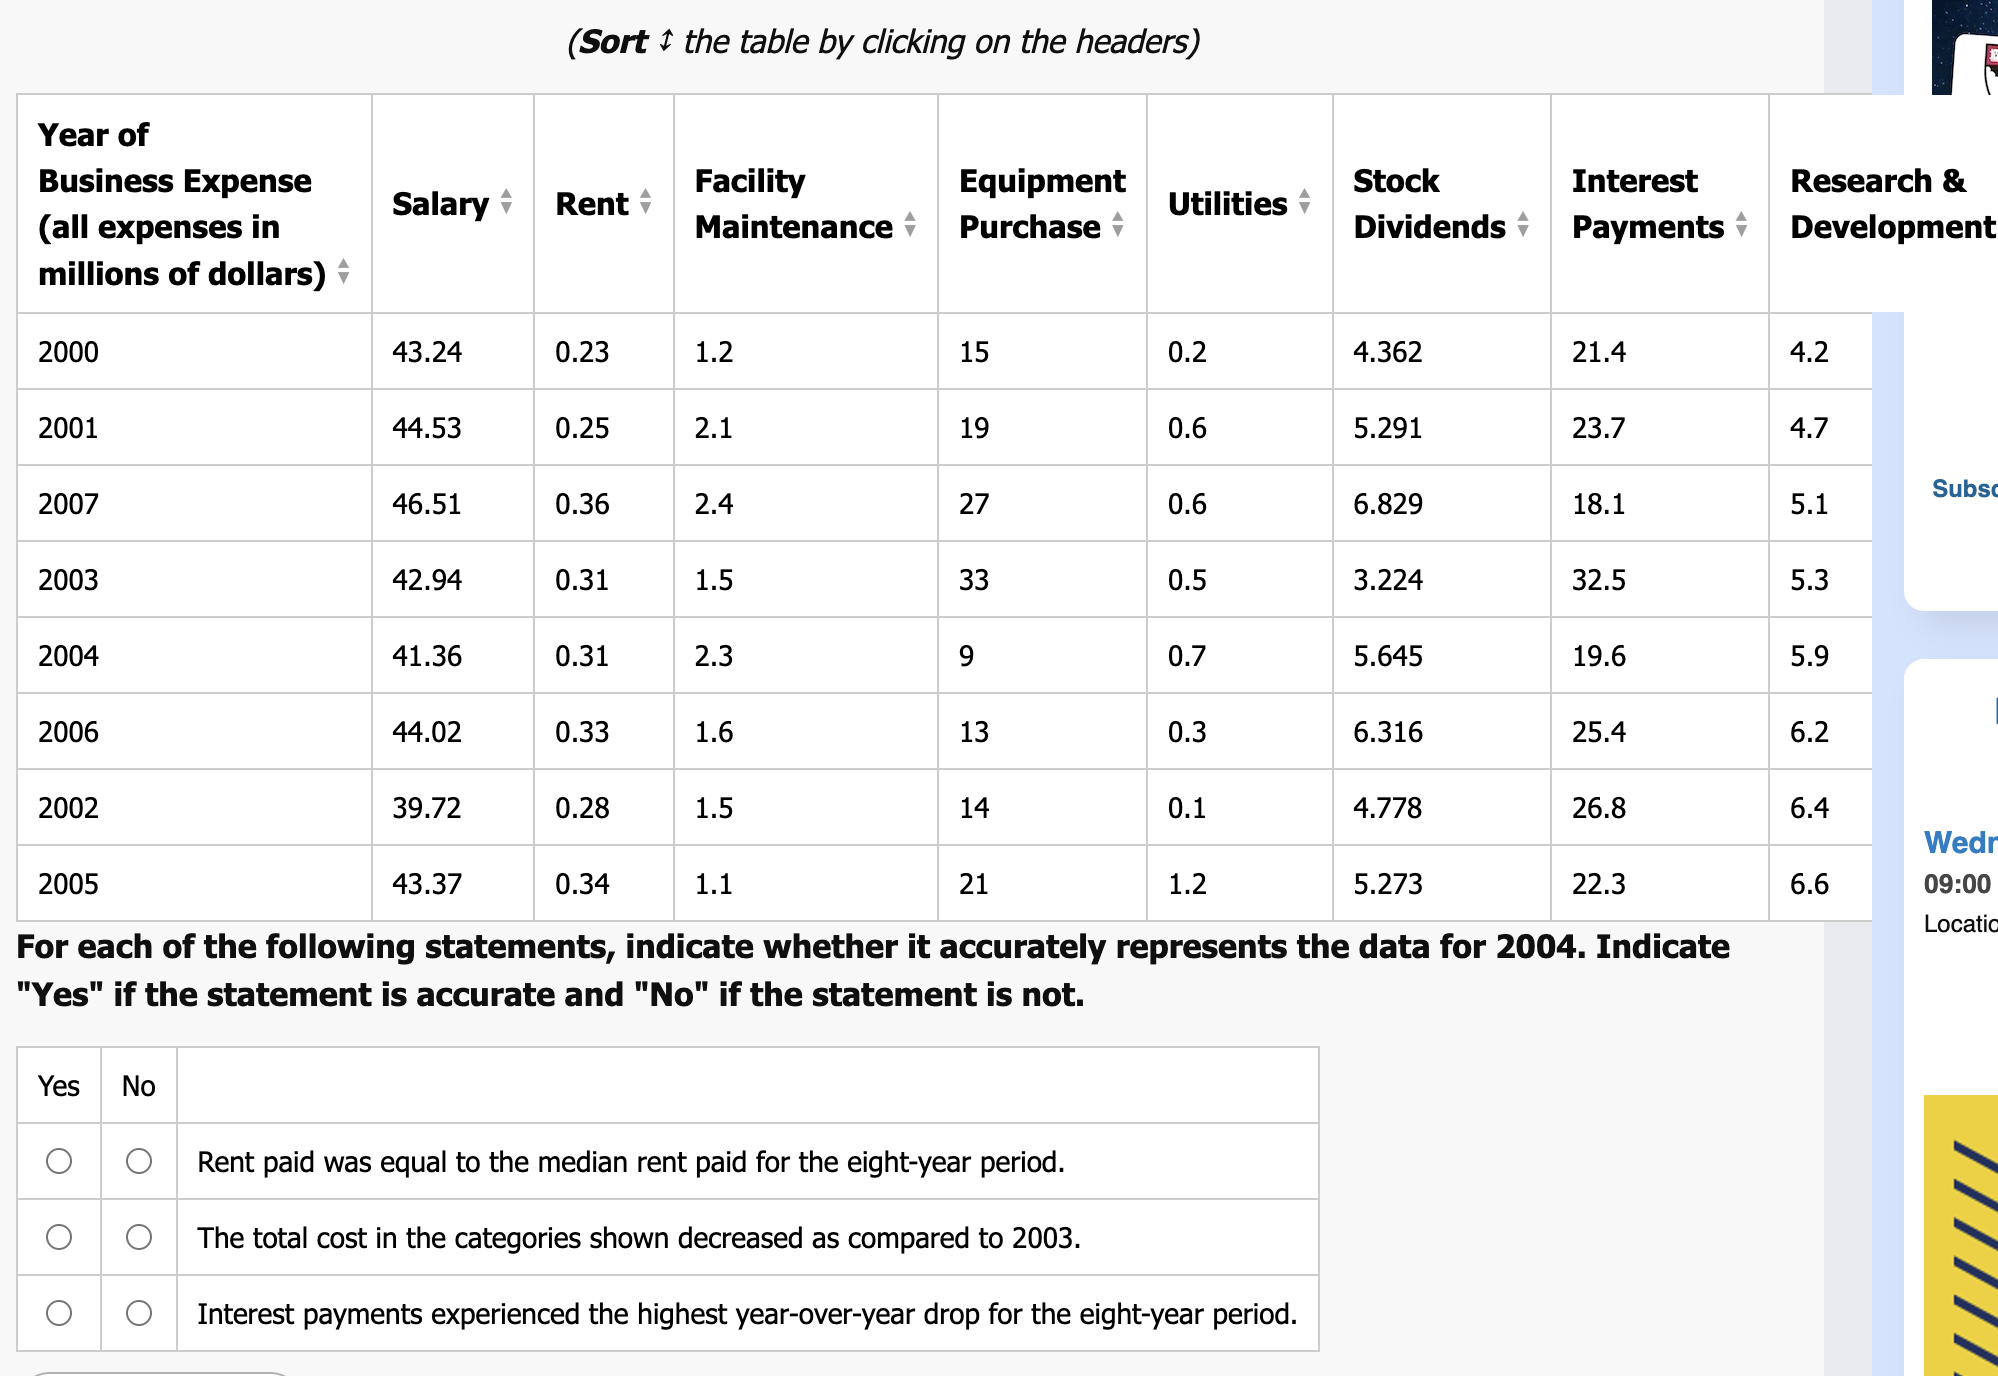 (Sort ↕ the table by clicking on the headers)
Year of Business Expense (all expenses in millions of dollars) Salary Rent Facility Maintenance Equipment Purchase Utilities Stock Dividends Interest Payments Research & Development
2000 43.24 0.23 1.2 15 0.2 4.362 21.4 4.2
2001 44.53 0.25 2.1 19 0.6 5.291 23.7 4.7
2007 46.51 0.36 2.4 27 0.6 6.829 18.1 5.1
2003 42.94 0.31 1.5 33 0.5 3.224 32.5 5.3
2004 41.36 0.31 2.3 9 0.7 5.645 19.6 5.9
2006 44.02 0.33 1.6 13 0.3 6.316 25.4 6.2
2002 39.72 0.28 1.5 14 0.1 4.778 26.8 6.4
2005 43.37 0.34 1.1 21 1.2 5.273 22.3 6.6
For each of the following statements, indicate whether it accurately represents the data for 2004. Indicate
"Yes" if the statement is accurate and "No" if the statement is not.
Yes No
Rent paid was equal to the median rent paid for the eight-year period.
The total cost in the categories shown decreased as compared to 2003.
Interest payments experienced the highest year-over-year drop for the eight-year period.
09:00